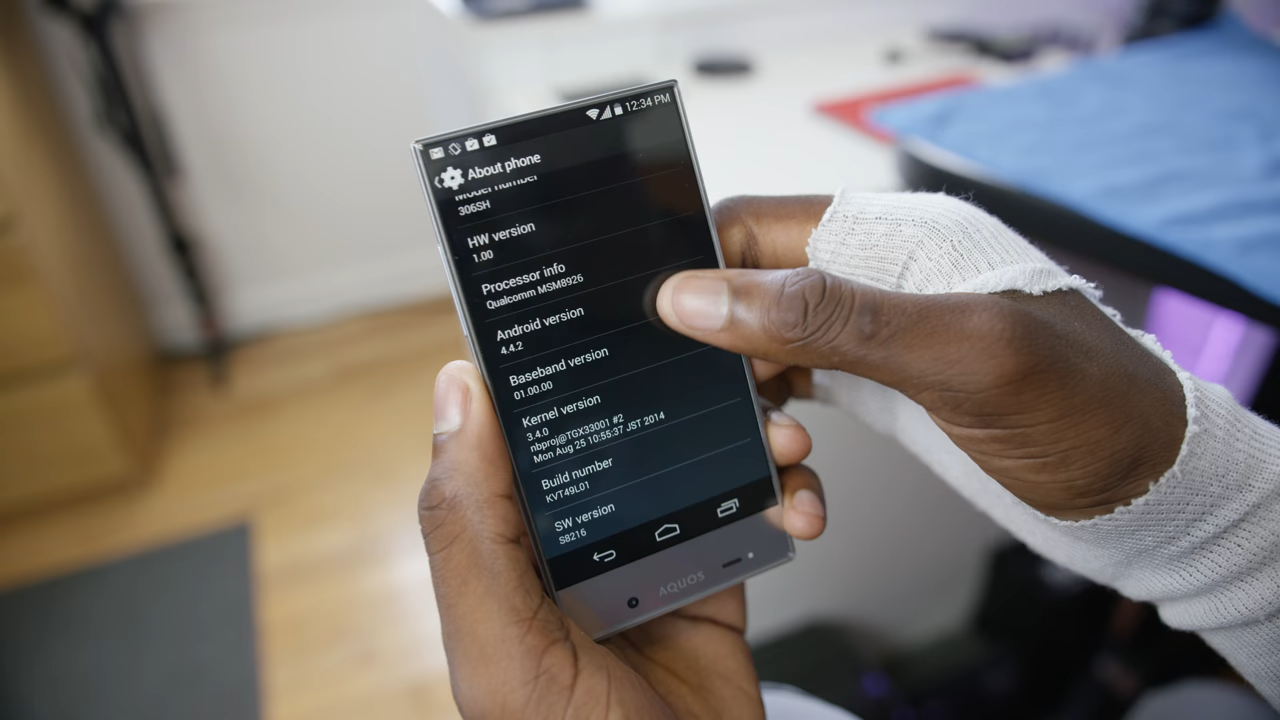 12:34 PM
About phone
Model number
306SH
HW version
1.00
Processor info
Qualcomm MSM8926
Android version
4.4.2
Baseband version
01.00.00
Kernel version
3.4.0
nbproj@TGX33001 #2
Mon Aug 25 10:55:37 JST 2014
Build number
KVT49L01
SW version
S8216
AQUOS